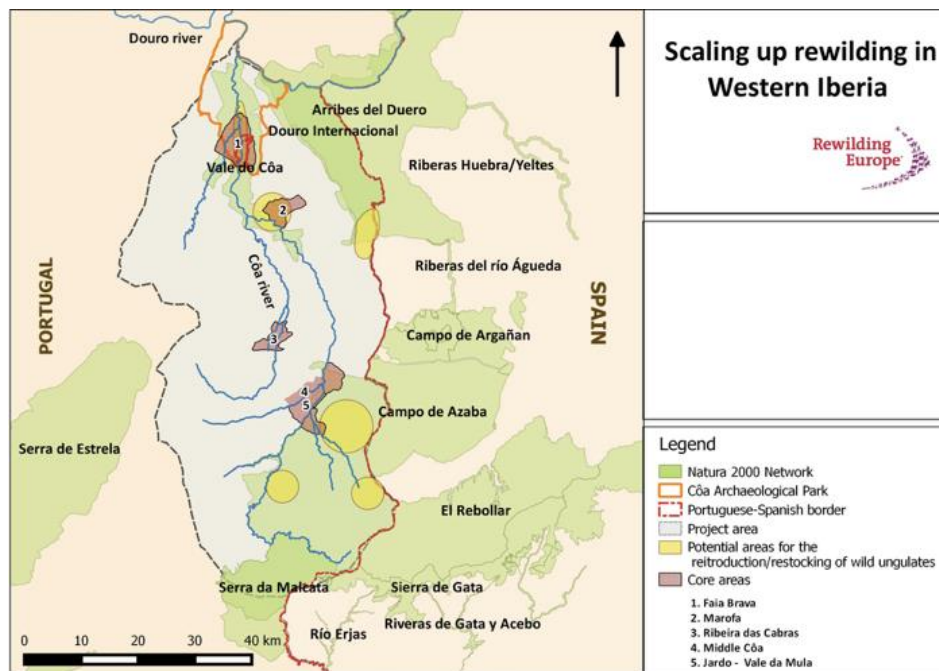 Douro river
Arribes del Duero
Douro Internacional
1
Vale do Côa
Riberas Huebra/Yeltes
2
Côa river
Riberas del río Águeda
PORTUGAL
SPAIN
3
Campo de Argañan
4
5
Campo de Azaba
Serra de Estrela
El Rebollar
Serra da Malcata
Sierra de Gata
Río Erjas
Riveras de Gata y Acebo
0 10 20 30 40 km
Scaling up rewilding in
Western Iberia
Rewilding
Europe
Legend
Natura 2000 Network
Côa Archaeological Park
Portuguese-Spanish border
Project area
Potential areas for the
reitroduction/restocking of wild ungulates
Core areas
1. Faia Brava
2. Marofa
3. Ribeira das Cabras
4. Middle Côa
5. Jardo - Vale da Mula